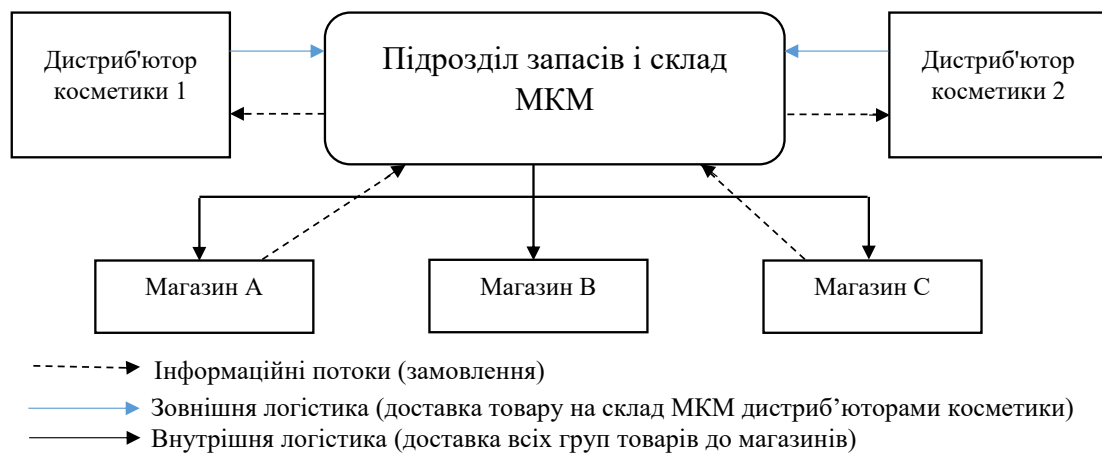 Дистриб'ютор
косметики 1
Підрозділ запасів і склад
МКМ
Дистриб'ютор
косметики 2
Магазин А
Магазин В
Магазин С
Інформаційні потоки (замовлення)
Зовнішня логістика (доставка товару на склад МКМ дистриб’юторами косметики)
Внутрішня логістика (доставка всіх груп товарів до магазинів)